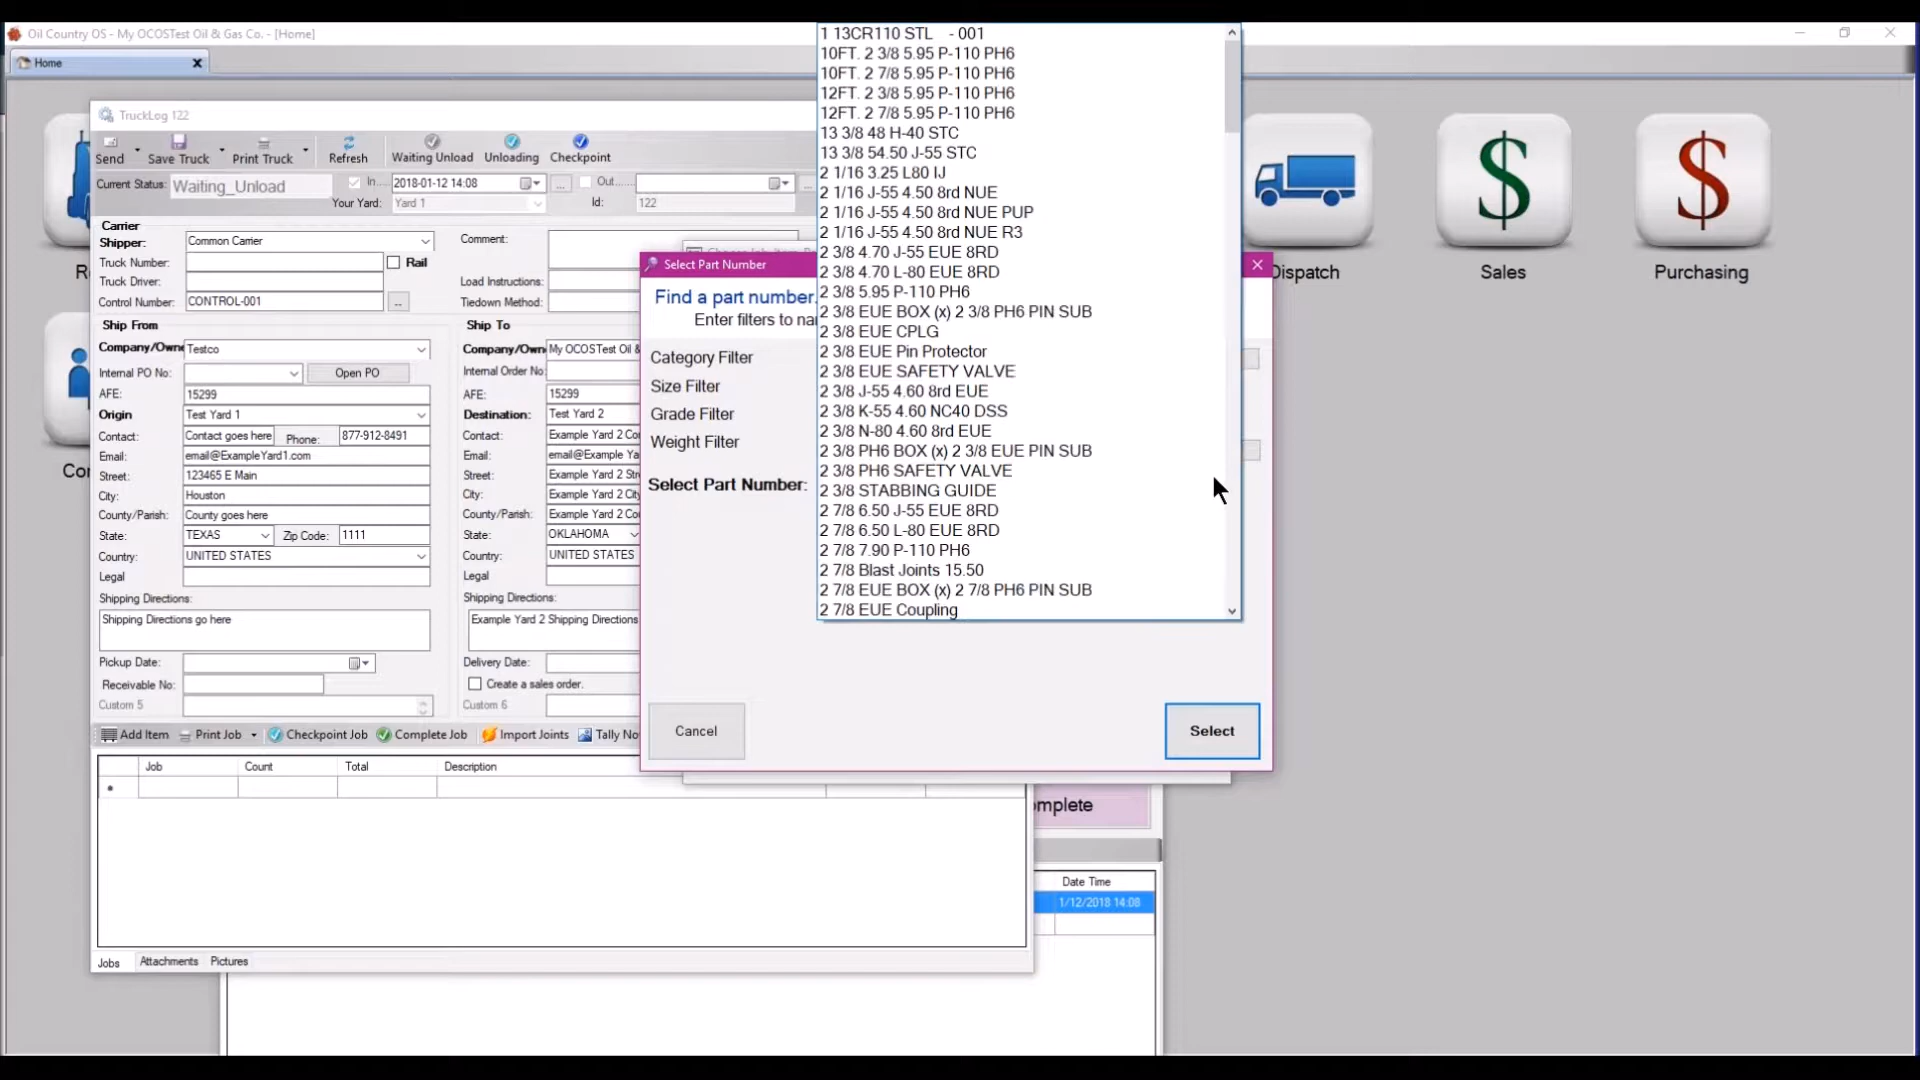 Oil Country OS - My OCOSTest Oil & Gas Co. - [Home]
Home x
TruckLog 122
Send Save Truck Print Truck Refresh Waiting Unload Unloading Checkpoint
Current Status: Waiting_Unload In.... 2018-01-12 14:08 ... Out...... ...
Your Yard: Yard 1 Id: 122
Carrier
Shipper: Common Carrier
Truck Number: Rail
Truck Driver:
Control Number: CONTROL-001 ...
Comment:
Load Instructions:
Tiedown Method:
Ship From
Company/Owne Testco
Internal PO No: Open PO
AFE: 15299
Origin Test Yard 1
Contact: Contact goes here Phone: 877-912-8491
Email: email@ExampleYard1.com
Street: 123465 E Main
City: Houston
County/Parish: County goes here
State: TEXAS Zip Code: 1111
Country: UNITED STATES
Legal
Shipping Directions:
Shipping Directions go here
Pickup Date:
Receivable No:
Custom 5
Ship To
Company/Own My OCOSTest Oil &
Internal Order No:
AFE: 15299
Destination: Test Yard 2
Contact: Example Yard 2 Co
Email: email@Example Ya
Street: Example Yard 2 Str
City: Example Yard 2 City
County/Parish: Example Yard 2 Co
State: OKLAHOMA
Country: UNITED STATES
Legal
Shipping Directions:
Example Yard 2 Shipping Directions
Delivery Date:
Create a sales order.
Custom 6
Add Item Print Job Checkpoint Job Complete Job Import Joints Tally No
Job Count Total Description
Jobs Attachments Pictures
Select Part Number
Find a part number.
Enter filters to nar
Category Filter
Size Filter
Grade Filter
Weight Filter
Select Part Number:
Cancel Select
1 13CR110 STL - 001
10FT. 2 3/8 5.95 P-110 PH6
10FT. 2 7/8 5.95 P-110 PH6
12FT. 2 3/8 5.95 P-110 PH6
12FT. 2 7/8 5.95 P-110 PH6
13 3/8 48 H-40 STC
13 3/8 54.50 J-55 STC
2 1/16 3.25 L80 IJ
2 1/16 J-55 4.50 8rd NUE
2 1/16 J-55 4.50 8rd NUE PUP
2 1/16 J-55 4.50 8rd NUE R3
2 3/8 4.70 J-55 EUE 8RD
2 3/8 4.70 L-80 EUE 8RD
2 3/8 5.95 P-110 PH6
2 3/8 EUE BOX (x) 2 3/8 PH6 PIN SUB
2 3/8 EUE CPLG
2 3/8 EUE Pin Protector
2 3/8 EUE SAFETY VALVE
2 3/8 J-55 4.60 8rd EUE
2 3/8 K-55 4.60 NC40 DSS
2 3/8 N-80 4.60 8rd EUE
2 3/8 PH6 BOX (x) 2 3/8 EUE PIN SUB
2 3/8 PH6 SAFETY VALVE
2 3/8 STABBING GUIDE
2 7/8 6.50 J-55 EUE 8RD
2 7/8 6.50 L-80 EUE 8RD
2 7/8 7.90 P-110 PH6
2 7/8 Blast Joints 15.50
2 7/8 EUE BOX (x) 2 7/8 PH6 PIN SUB
2 7/8 EUE Coupling
Dispatch Sales Purchasing
R
Co
omplete
Date Time
1/12/2018 14:08